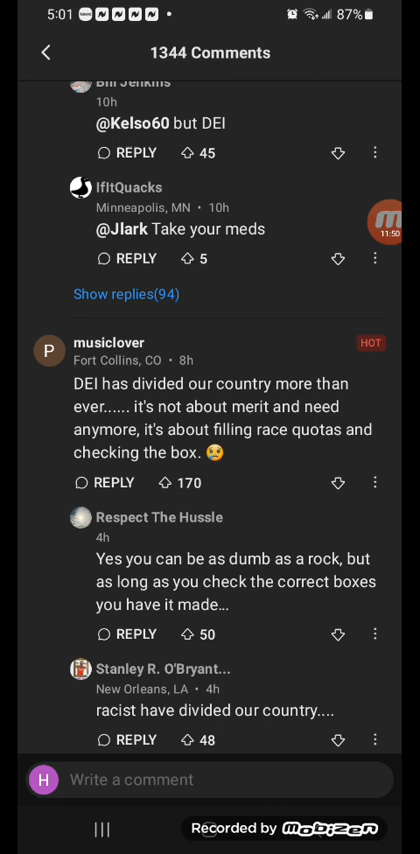 5:01
87%
1344 Comments
Bill Jenkins
10h
@Kelso60 but DEI
REPLY 45
IfItQuacks
Minneapolis, MN • 10h
@Jlark Take your meds
11:50
REPLY 5
Show replies(94)
P
musiclover
HOT
Fort Collins, CO • 8h
DEI has divided our country more than
ever...... it's not about merit and need
anymore, it's about filling race quotas and
checking the box. 😢
REPLY 170
Respect The Hussle
4h
Yes you can be as dumb as a rock, but
as long as you check the correct boxes
you have it made...
REPLY 50
Stanley R. O'Bryant...
New Orleans, LA • 4h
racist have divided our country....
REPLY 48
H
Write a comment
Recorded by mobizen